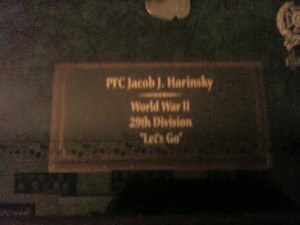 PFC Jacob J. Harinsky
World War II
29th Division
"Let's Go"